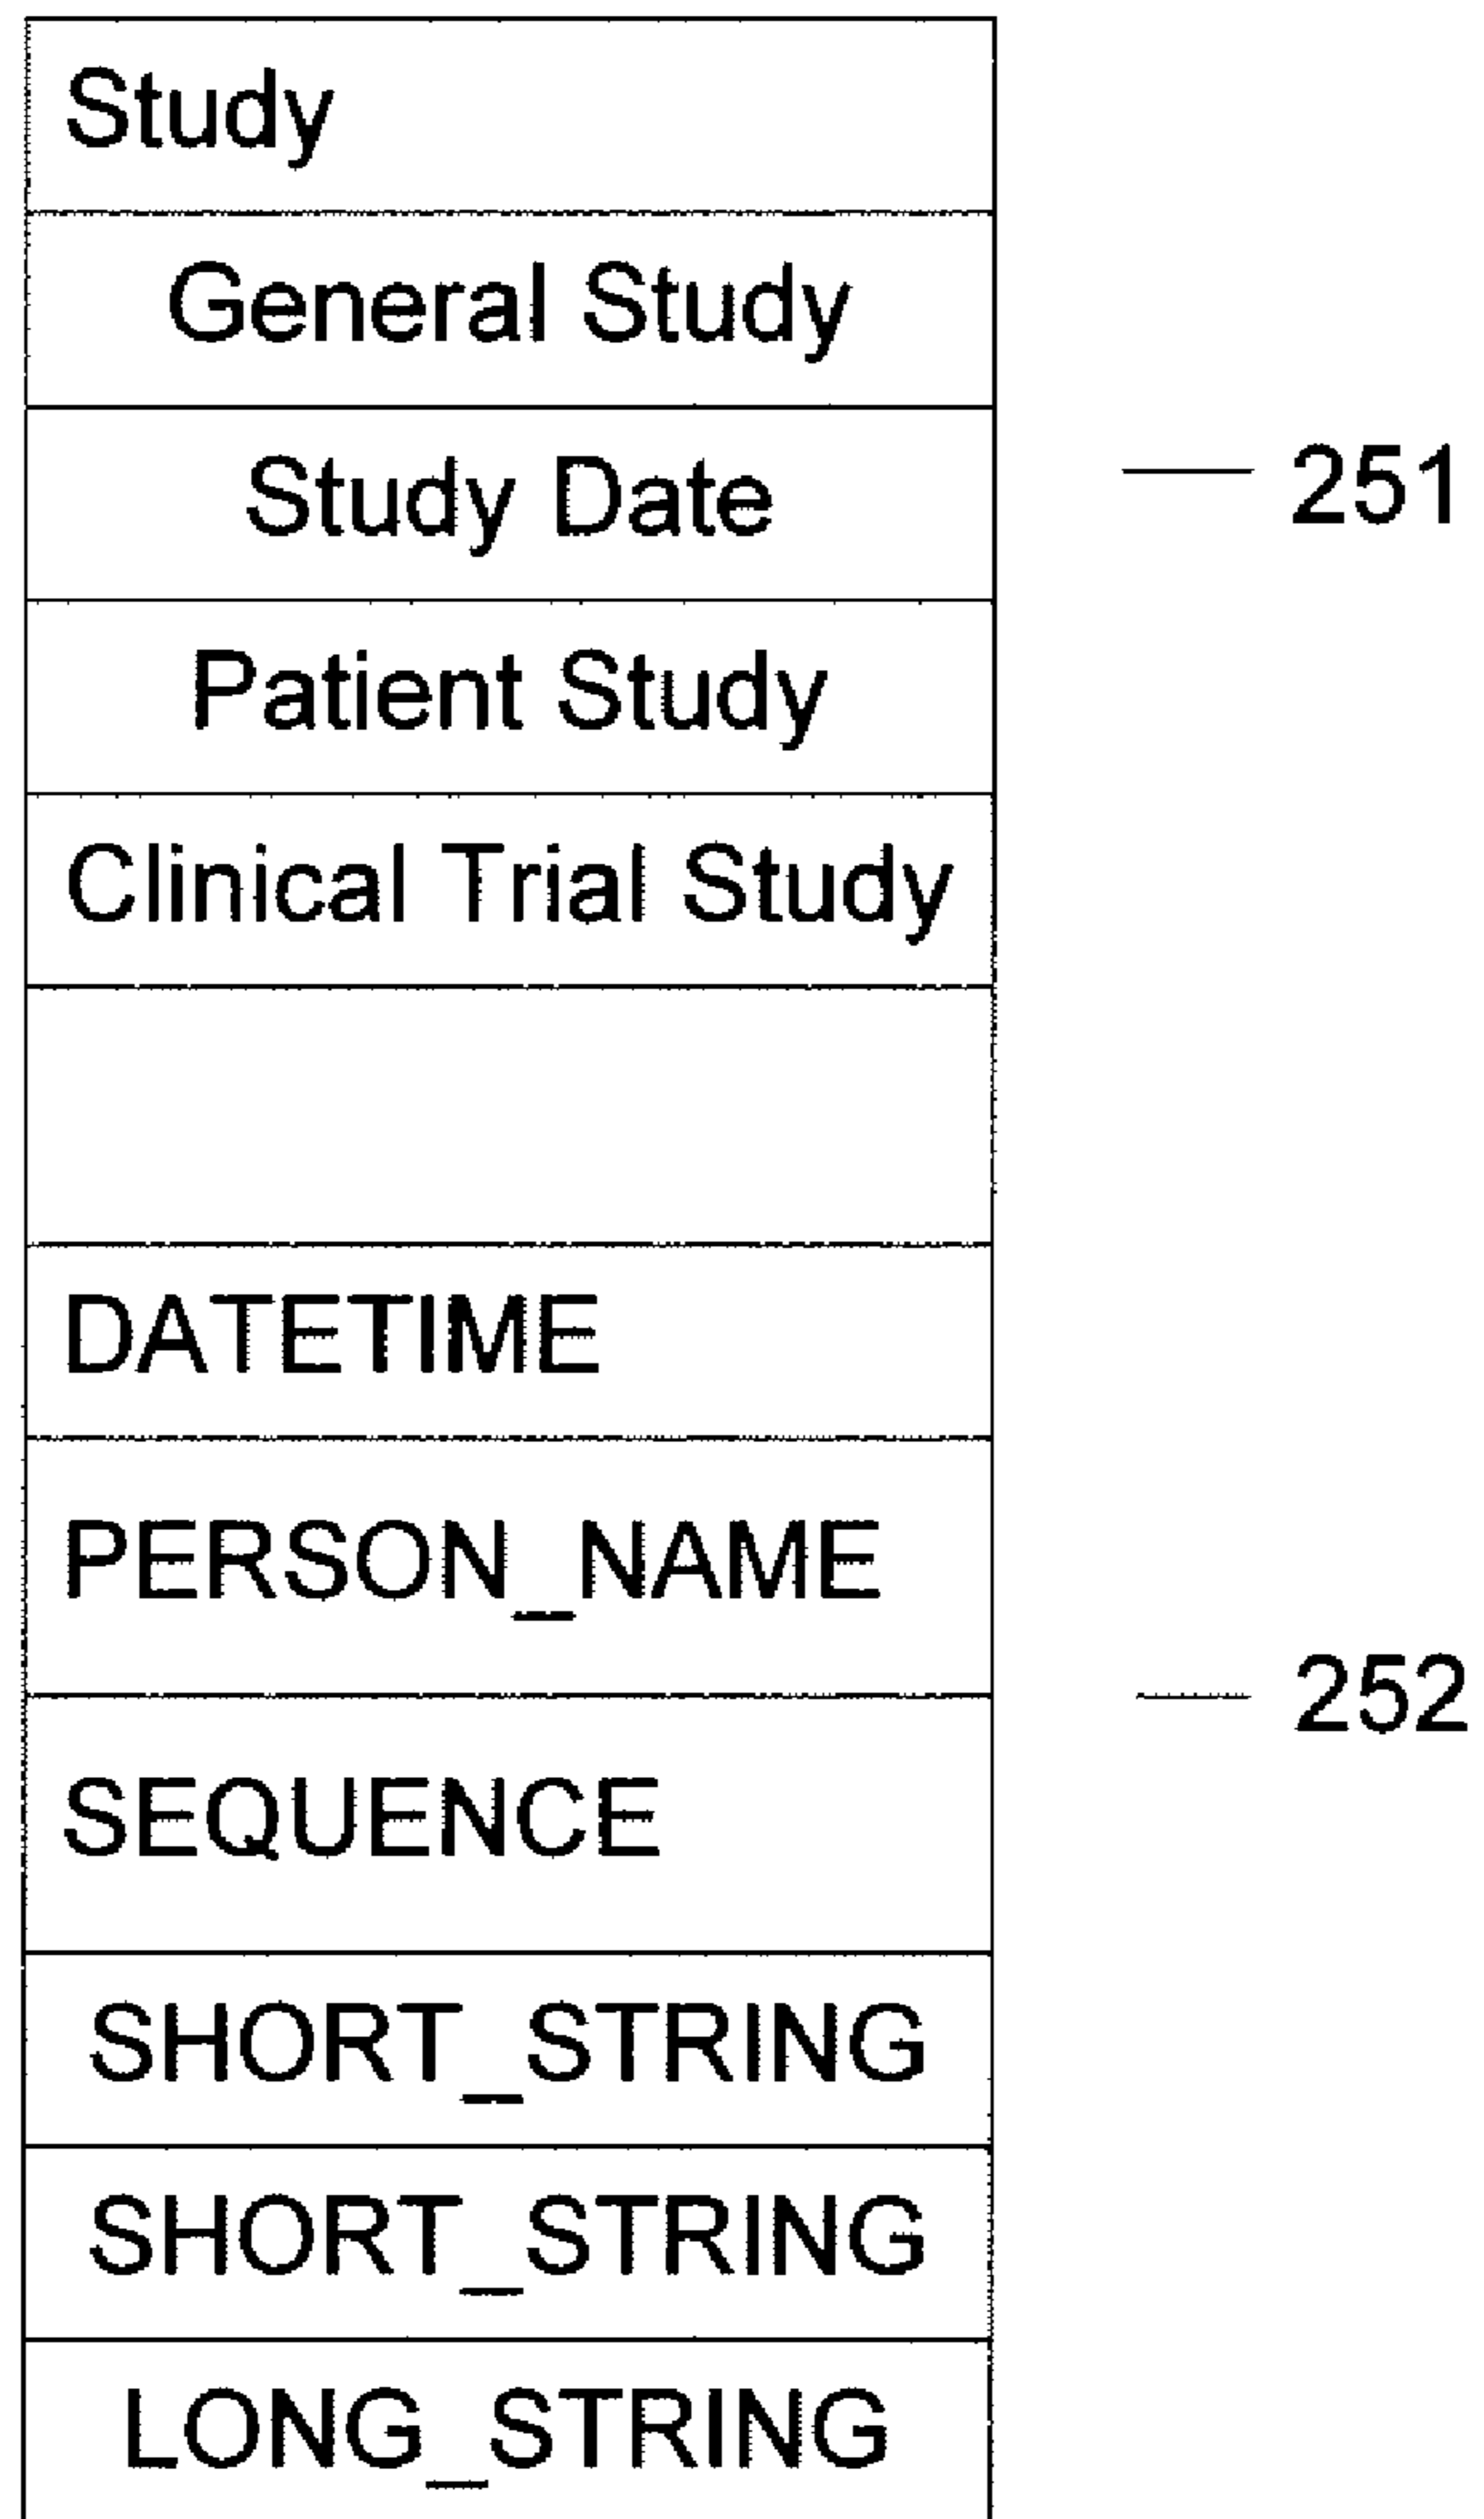 Study
General Study
Study Date
251
Patient Study
Clinical Trial Study
DATETIME
PERSON_NAME
252
SEQUENCE
SHORT_STRING
SHORT_STRING
LONG_STRING